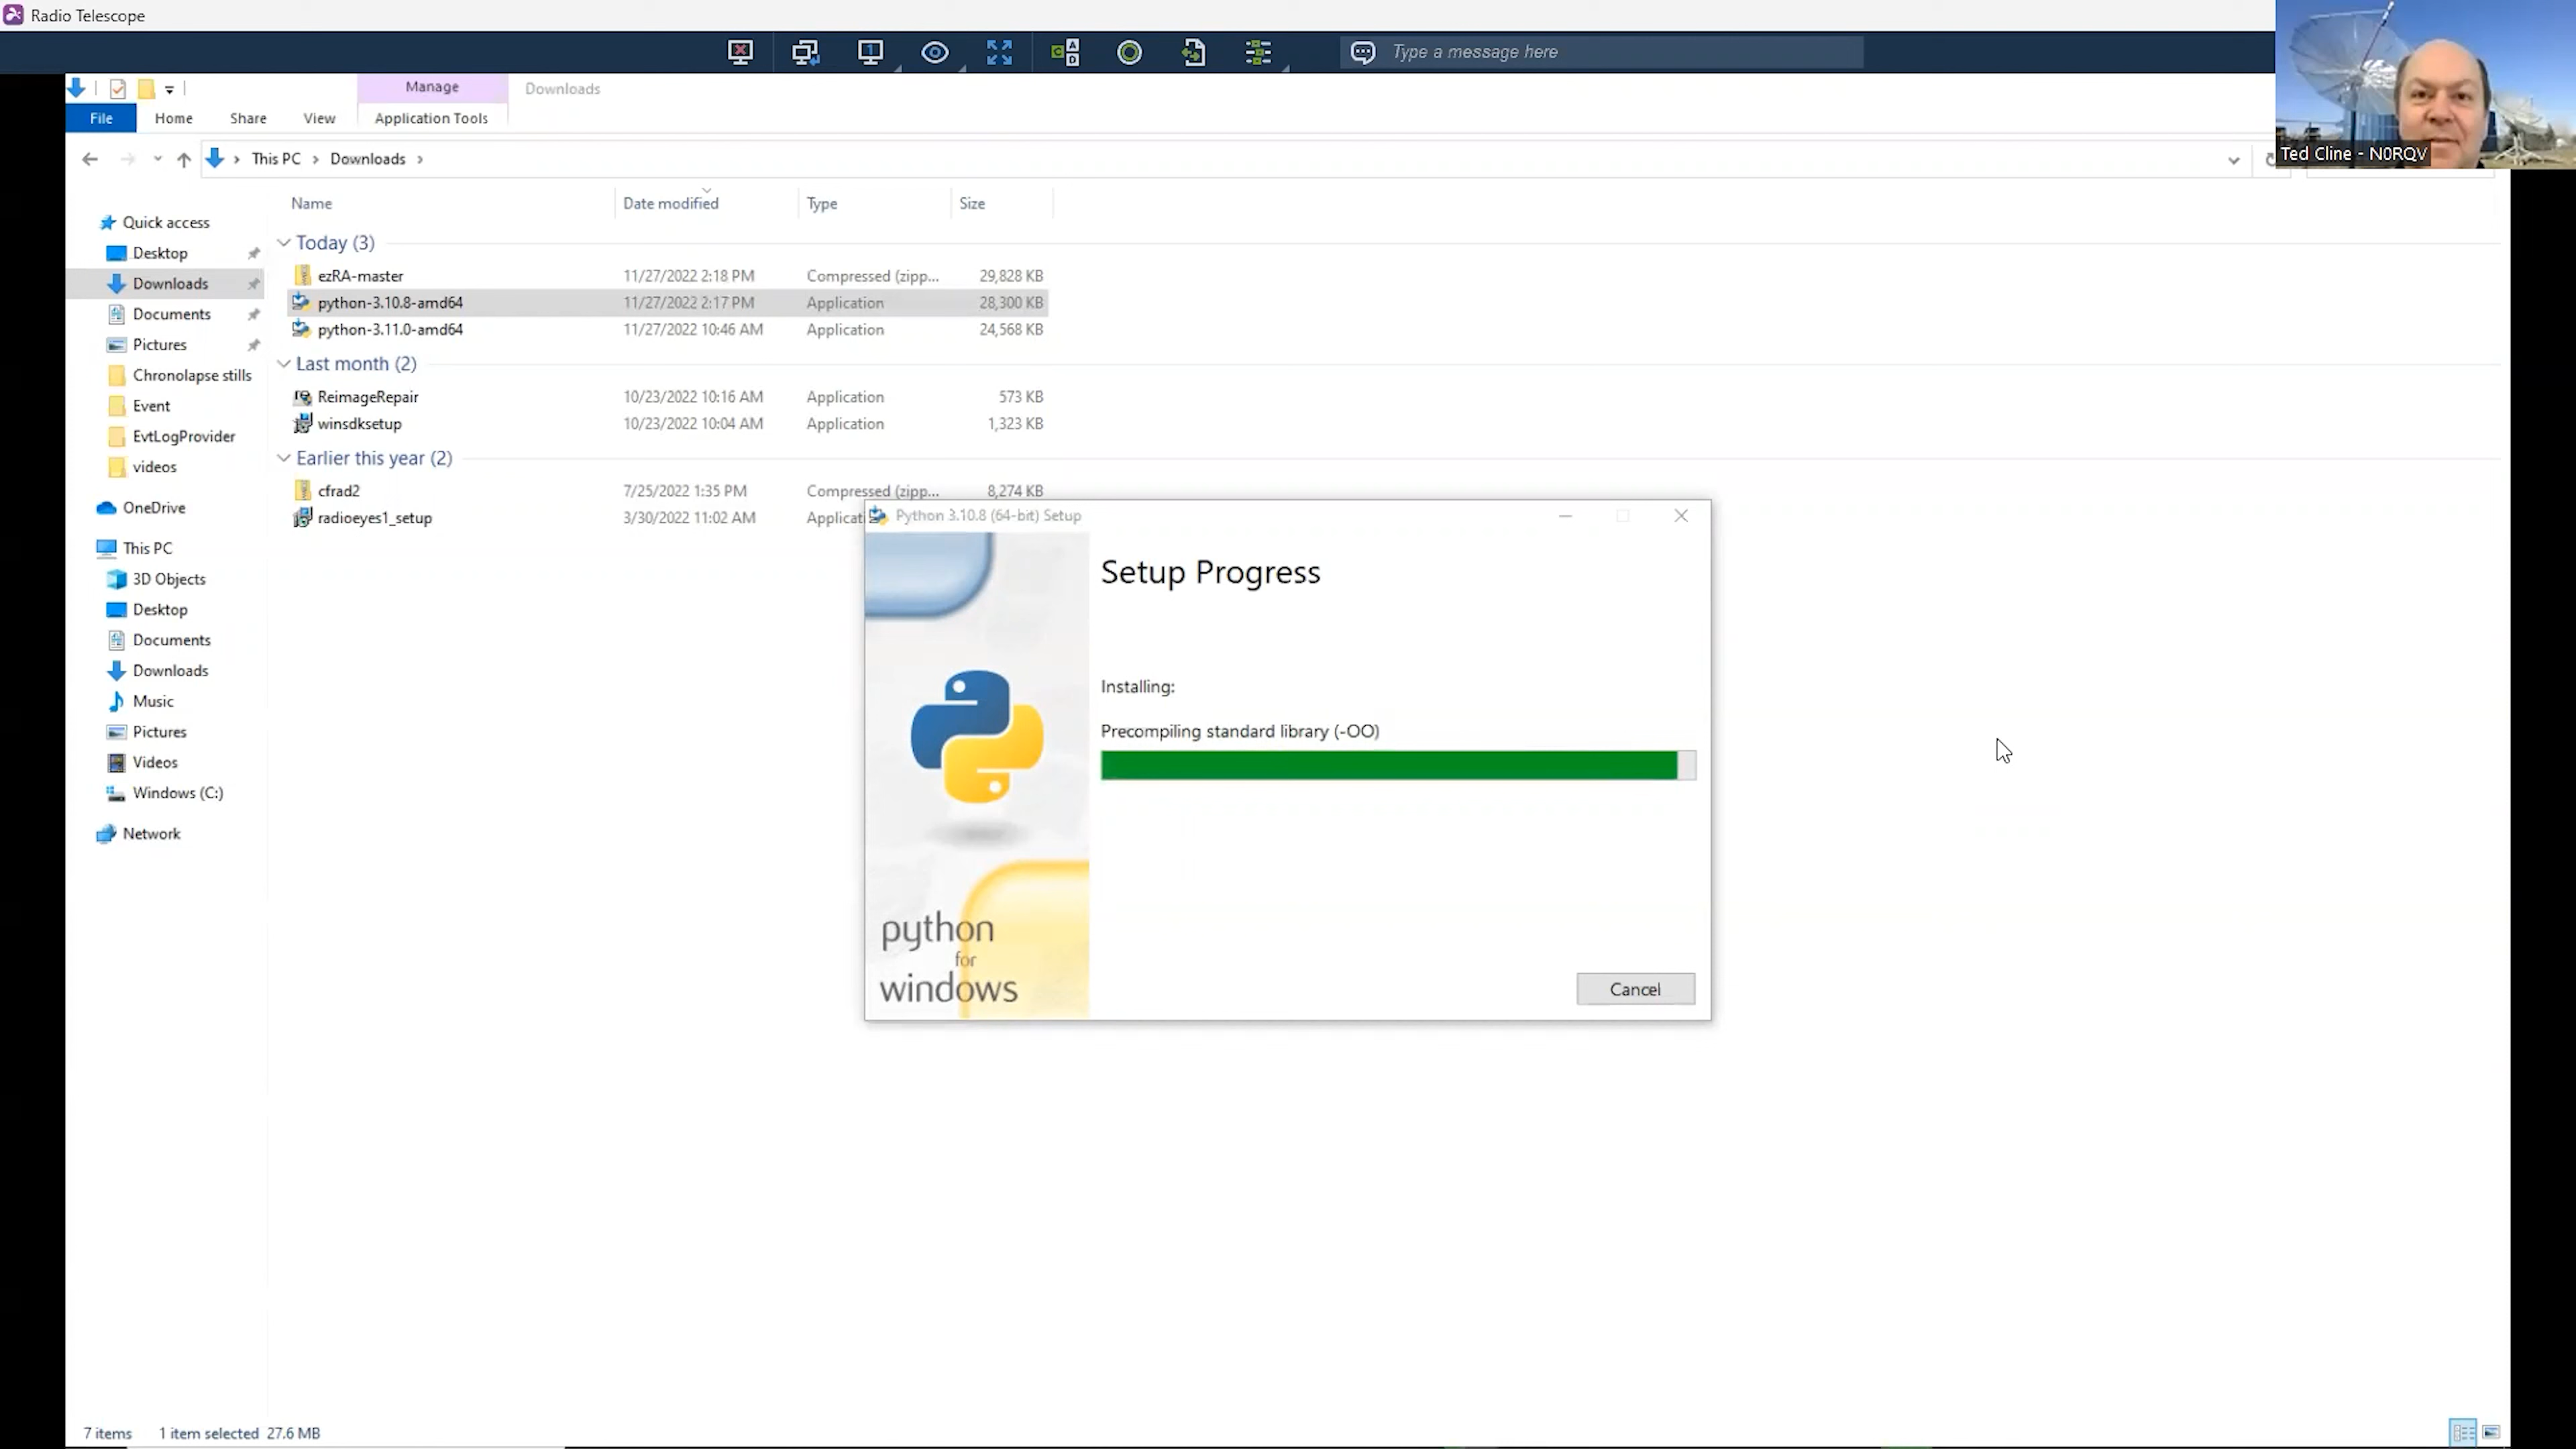 Radio Telescope
Type a message here
Manage
Downloads
File
Home
Share
View
Application Tools
This PC
Downloads
Ted Cline - N0RQV
Name
Date modified
Type
Size
Quick access
Desktop
Downloads
Documents
Pictures
Chronolapse stills
Event
EvtLogProvider
videos
OneDrive
This PC
3D Objects
Desktop
Documents
Downloads
Music
Pictures
Videos
Windows (C:)
Network
Today (3)
ezRA-master 11/27/2022 2:18 PM Compressed (zipp... 29,828 KB
python-3.10.8-amd64 11/27/2022 2:17 PM Application 28,300 KB
python-3.11.0-amd64 11/27/2022 10:46 AM Application 24,568 KB
Last month (2)
ReimageRepair 10/23/2022 10:16 AM Application 573 KB
winsdksetup 10/23/2022 10:04 AM Application 1,323 KB
Earlier this year (2)
cfrad2 7/25/2022 1:35 PM Compressed (zipp... 8,274 KB
radioeyes1_setup 3/30/2022 11:02 AM Applicati
Python 3.10.8 (64-bit) Setup
Setup Progress
Installing:
Precompiling standard library (-OO)
python
for
windows
Cancel
7 items 1 item selected 27.6 MB